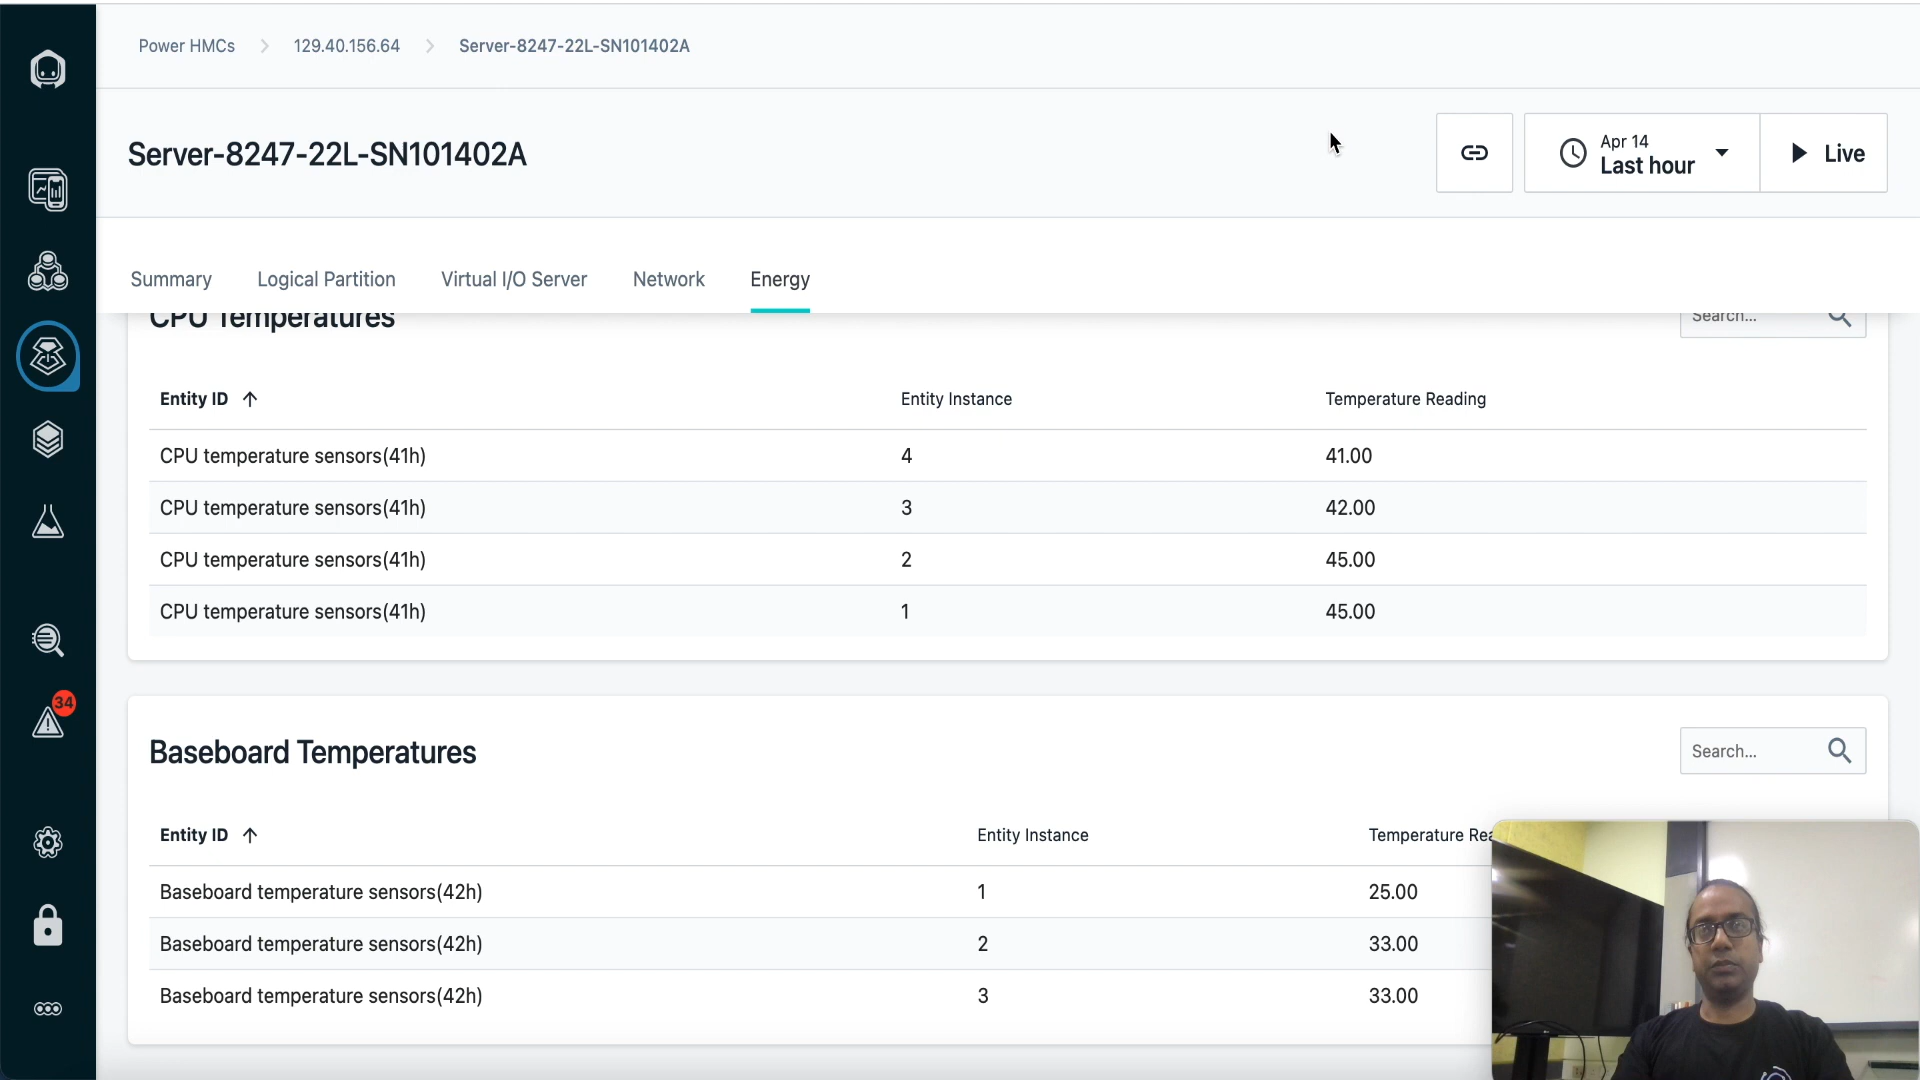 Power HMCs > 129.40.156.64 > Server-8247-22L-SN101402A
Server-8247-22L-SN101402A
Apr 14
Last hour
Live
Summary Logical Partition Virtual I/O Server Network Energy
CPU Temperatures
Search...
Entity ID ↑ Entity Instance Temperature Reading
CPU temperature sensors(41h) 4 41.00
CPU temperature sensors(41h) 3 42.00
CPU temperature sensors(41h) 2 45.00
CPU temperature sensors(41h) 1 45.00
34
Baseboard Temperatures
Search...
Entity ID ↑ Entity Instance Temperature Rea
Baseboard temperature sensors(42h) 1 25.00
Baseboard temperature sensors(42h) 2 33.00
Baseboard temperature sensors(42h) 3 33.00